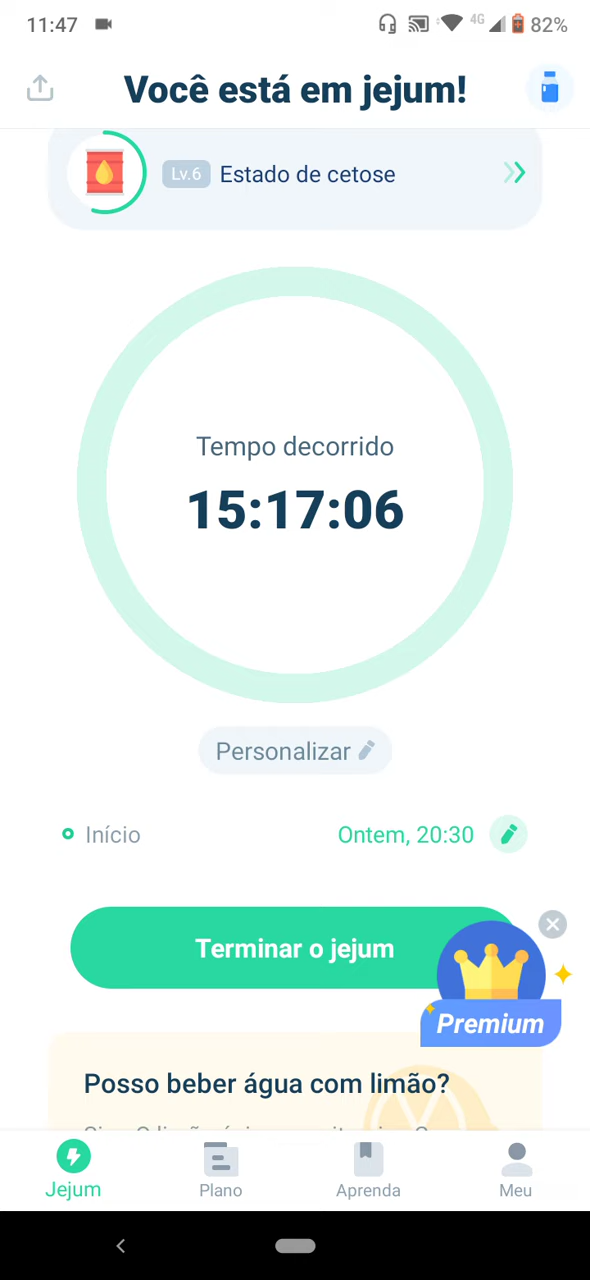 11:47 4G 82%
Você está em jejum!
Lv.6 Estado de cetose
Tempo decorrido
15:17:06
Personalizar
Início Ontem, 20:30
Terminar o jejum
Premium
Posso beber água com limão?
Jejum Plano Aprenda Meu